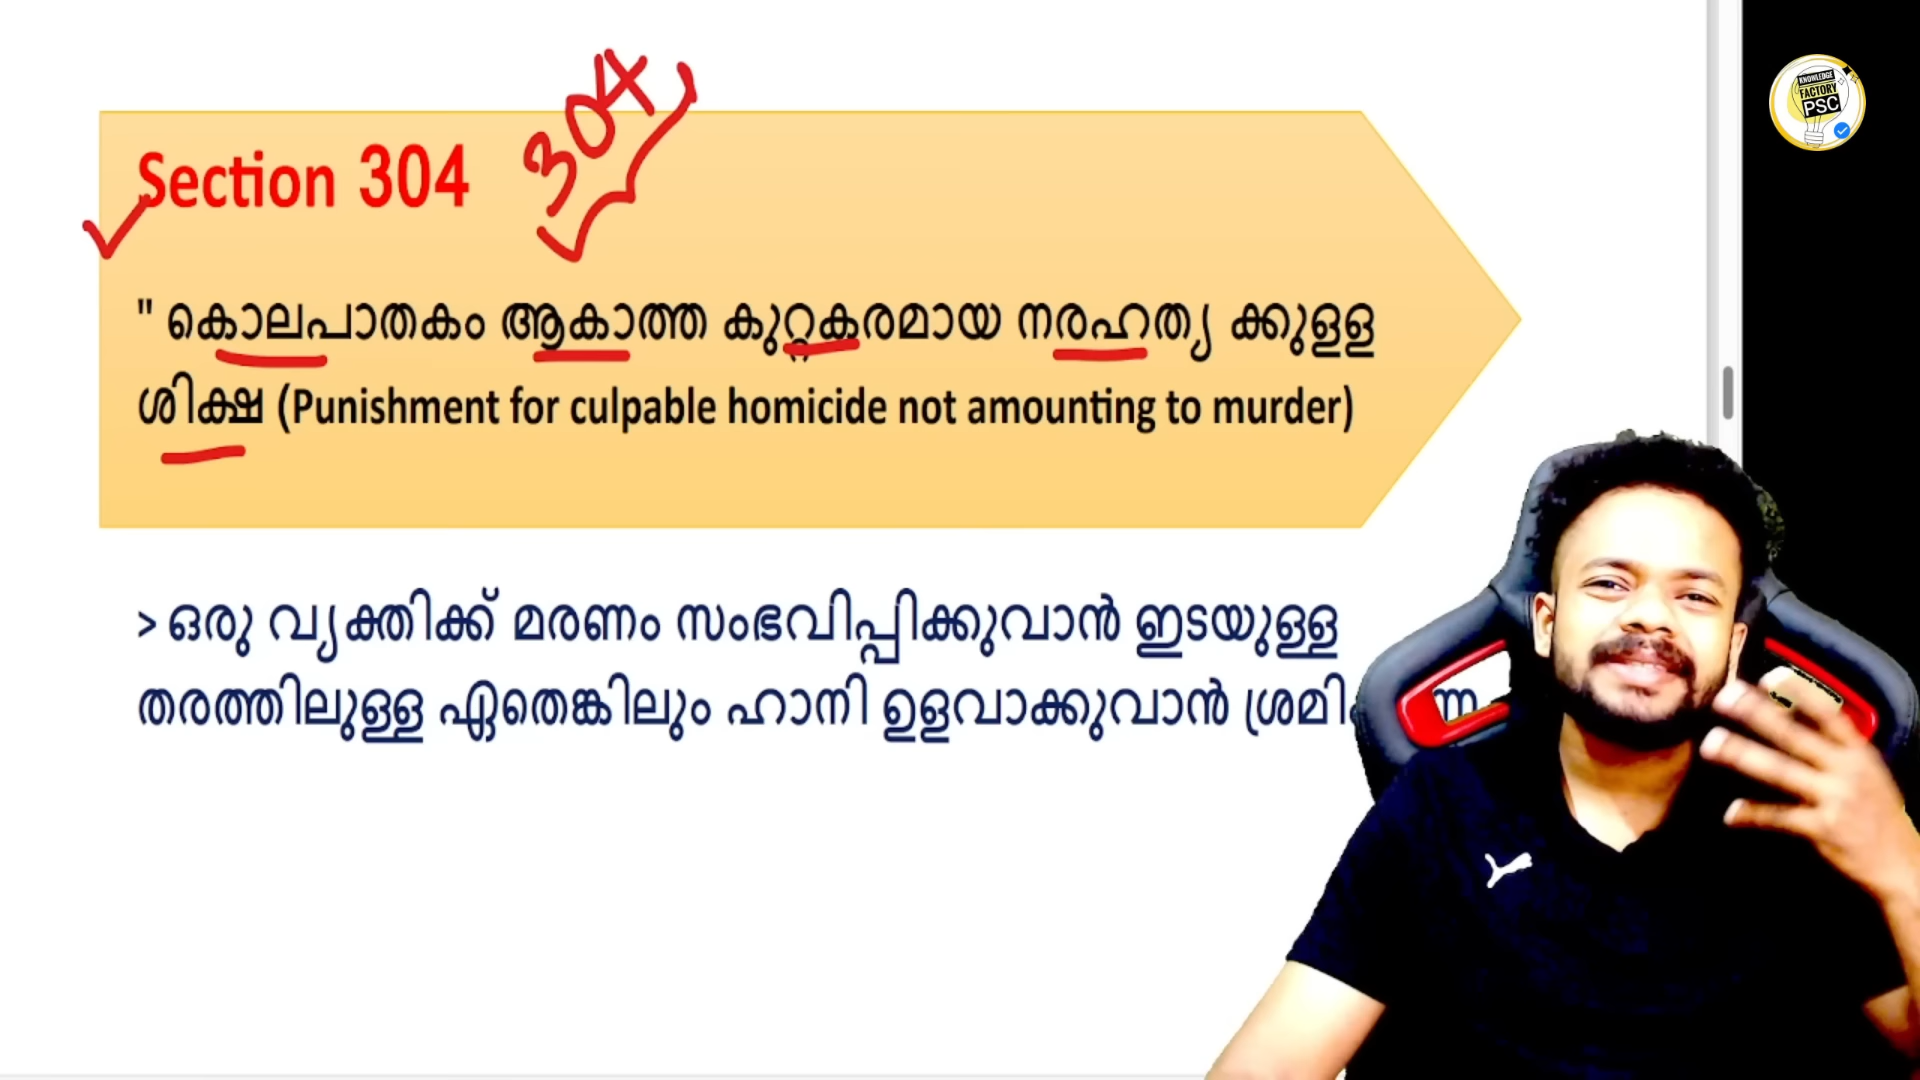 KNOWLEDGE
FACTORY
PSC
304
Section 304
" കൊലപാതകം ആകാത്ത കുറ്റകരമായ നരഹത്യ ക്കുള്ള
ശിക്ഷ (Punishment for culpable homicide not amounting to murder)
> ഒരു വ്യക്തിക്ക് മരണം സംഭവിപ്പിക്കുവാൻ ഇടയുള്ള
തരത്തിലുള്ള ഏതെങ്കിലും ഹാനി ഉളവാക്കുവാൻ